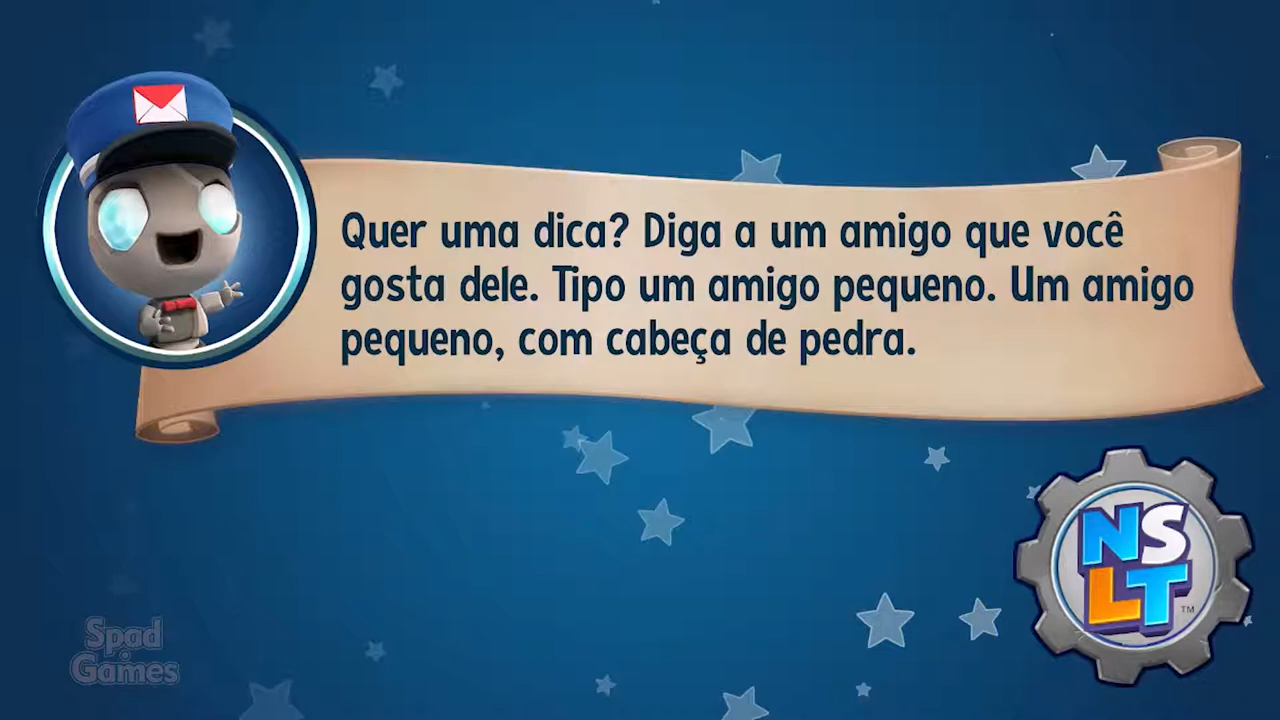 Quer uma dica? Diga a um amigo que você
gosta dele. Tipo um amigo pequeno. Um amigo
pequeno, com cabeça de pedra.
NS
LT
TM
Spad
Games